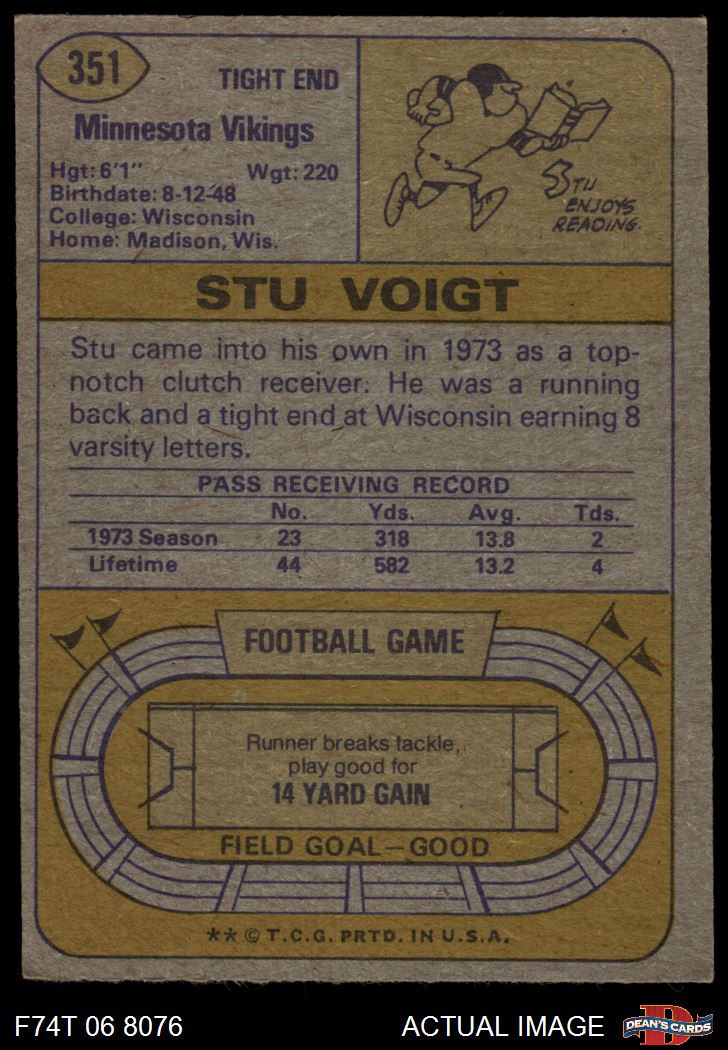 351
TIGHT END
Minnesota Vikings
Hgt: 6'1" Wgt: 220
Birthdate: 8-12-48
College: Wisconsin
Home: Madison, Wis.
STU
ENJOYS
READING.
STU VOIGT
Stu came into his own in 1973 as a top-
notch clutch receiver. He was a running
back and a tight end at Wisconsin earning 8
varsity letters.
PASS RECEIVING RECORD
No. Yds. Avg. Tds.
1973 Season 23 318 13.8 2
Lifetime 44 582 13.2 4
FOOTBALL GAME
Runner breaks tackle,
play good for
14 YARD GAIN
FIELD GOAL—GOOD
** © T.C.G. PRTD. IN U.S.A.
F74T 06 8076 ACTUAL IMAGE
D
DEAN'S CARDS